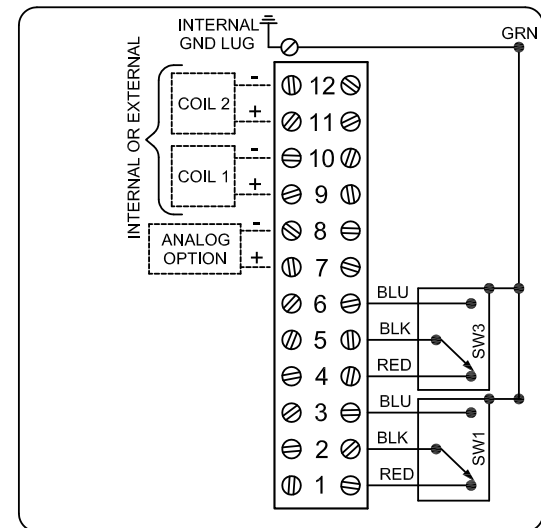 INTERNAL
GND LUG
GRN
INTERNAL OR EXTERNAL
COIL 2
-
+
COIL 1
-
+
ANALOG
OPTION
-
+
12
11
10
9
8
7
6
5
4
3
2
1
BLU
BLK
RED
SW3
BLU
BLK
RED
SW1